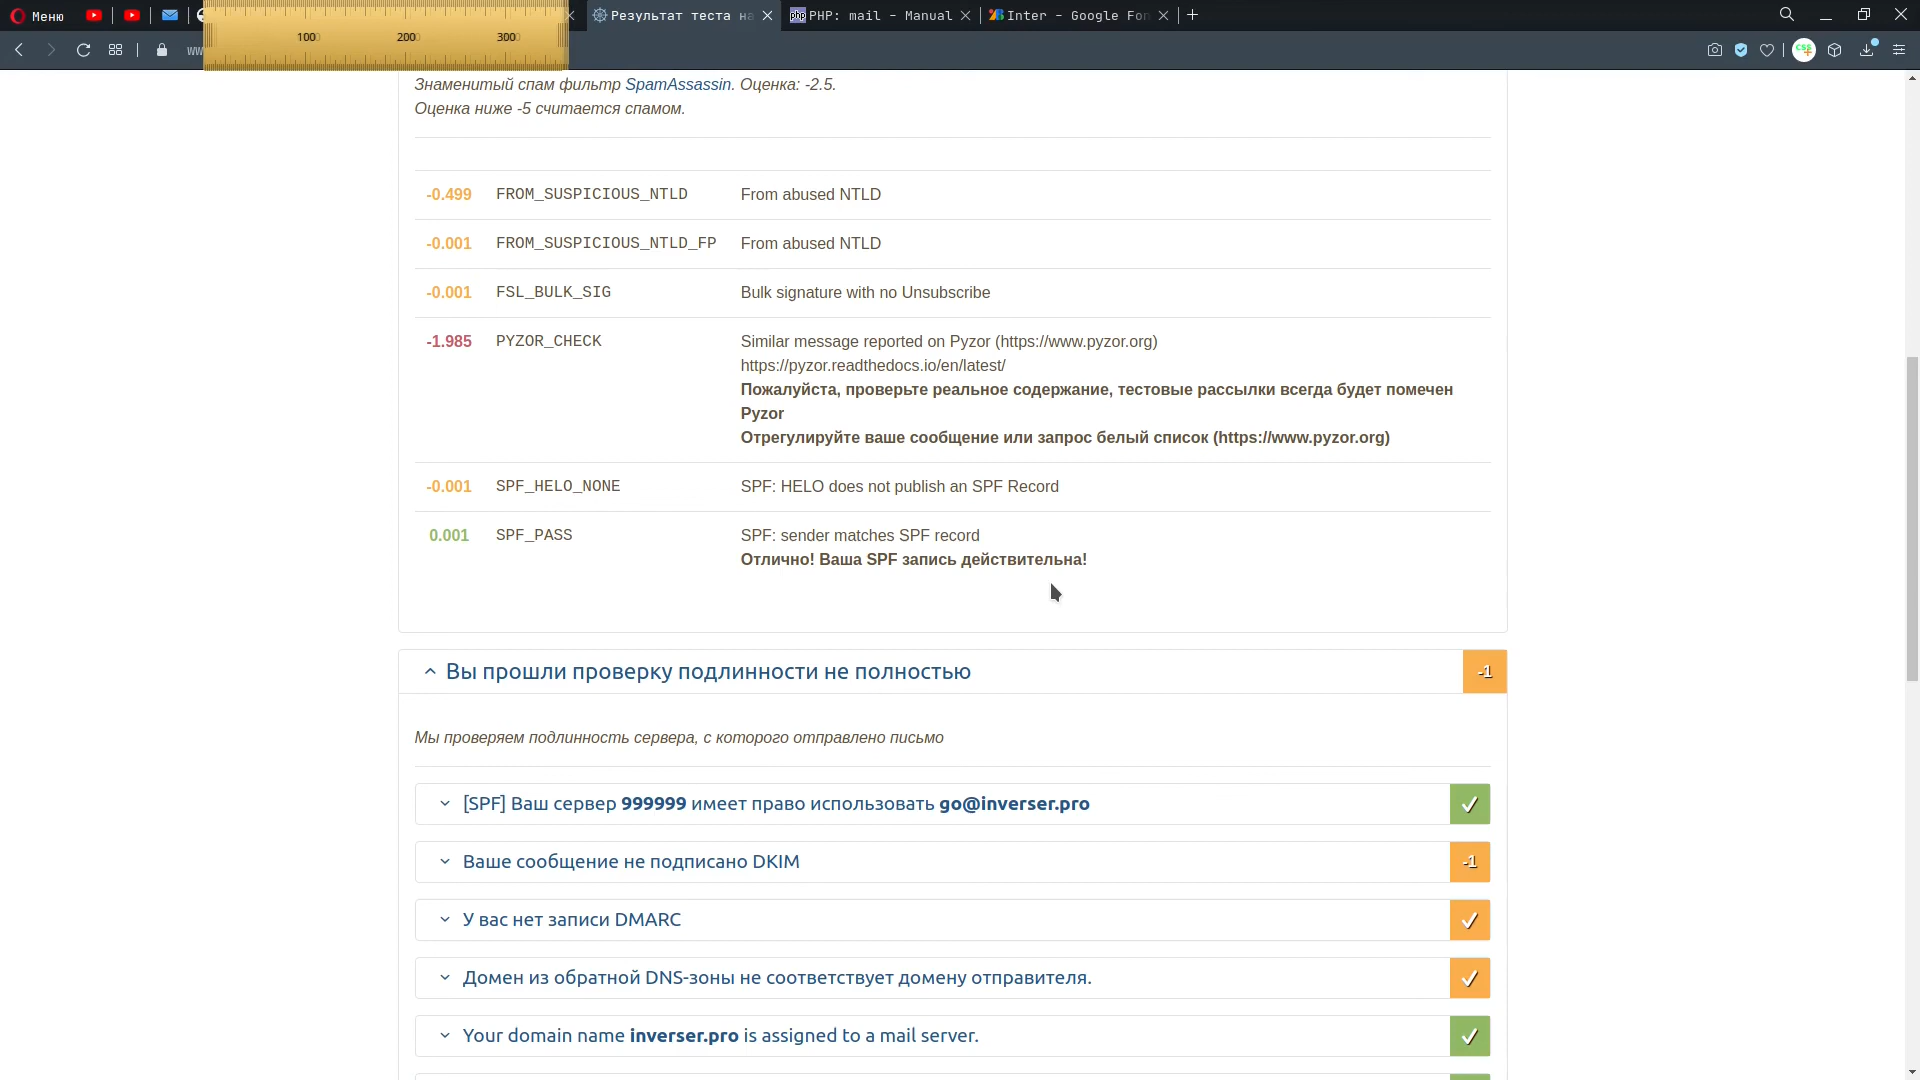 Меню
Результат теста на
PHP: mail - Manual
Inter - Google Fon
100
200
300
ww
Знаменитый спам фильтр SpamAssassin. Оценка: -2.5.
Оценка ниже -5 считается спамом.
-0.499 FROM_SUSPICIOUS_NTLD From abused NTLD
-0.001 FROM_SUSPICIOUS_NTLD_FP From abused NTLD
-0.001 FSL_BULK_SIG Bulk signature with no Unsubscribe
-1.985 PYZOR_CHECK Similar message reported on Pyzor (https://www.pyzor.org)
https://pyzor.readthedocs.io/en/latest/
Пожалуйста, проверьте реальное содержание, тестовые рассылки всегда будет помечен
Pyzor
Отрегулируйте ваше сообщение или запрос белый список (https://www.pyzor.org)
-0.001 SPF_HELO_NONE SPF: HELO does not publish an SPF Record
0.001 SPF_PASS SPF: sender matches SPF record
Отлично! Ваша SPF запись действительна!
Вы прошли проверку подлинности не полностью -1
Мы проверяем подлинность сервера, с которого отправлено письмо
[SPF] Ваш сервер 999999 имеет право использовать go@inverser.pro
Ваше сообщение не подписано DKIM -1
У вас нет записи DMARC
Домен из обратной DNS-зоны не соответствует домену отправителя.
Your domain name inverser.pro is assigned to a mail server.